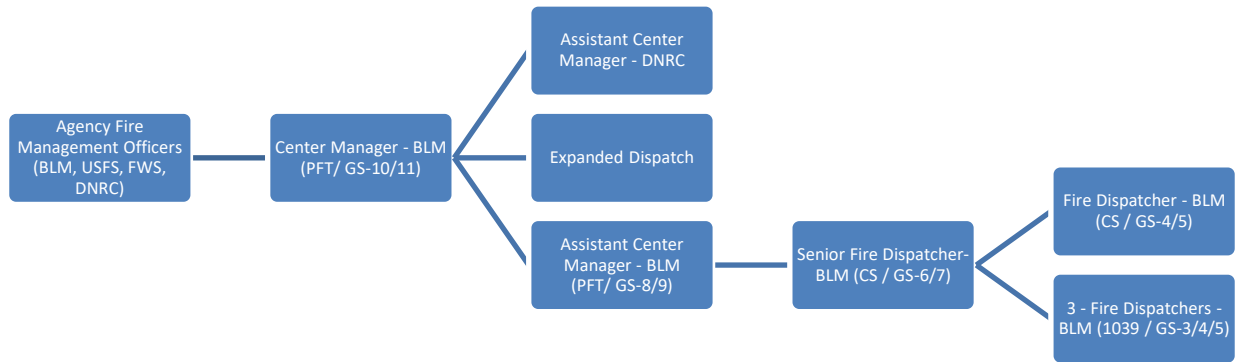 Agency Fire
Management Officers
(BLM, USFS, FWS,
DNRC)
Center Manager - BLM
(PFT/ GS-10/11)
Assistant Center
Manager - DNRC
Expanded Dispatch
Assistant Center
Manager - BLM
(PFT/ GS-8/9)
Senior Fire Dispatcher-
BLM (CS / GS-6/7)
Fire Dispatcher - BLM
(CS / GS-4/5)
3 - Fire Dispatchers -
BLM (1039 / GS-3/4/5)